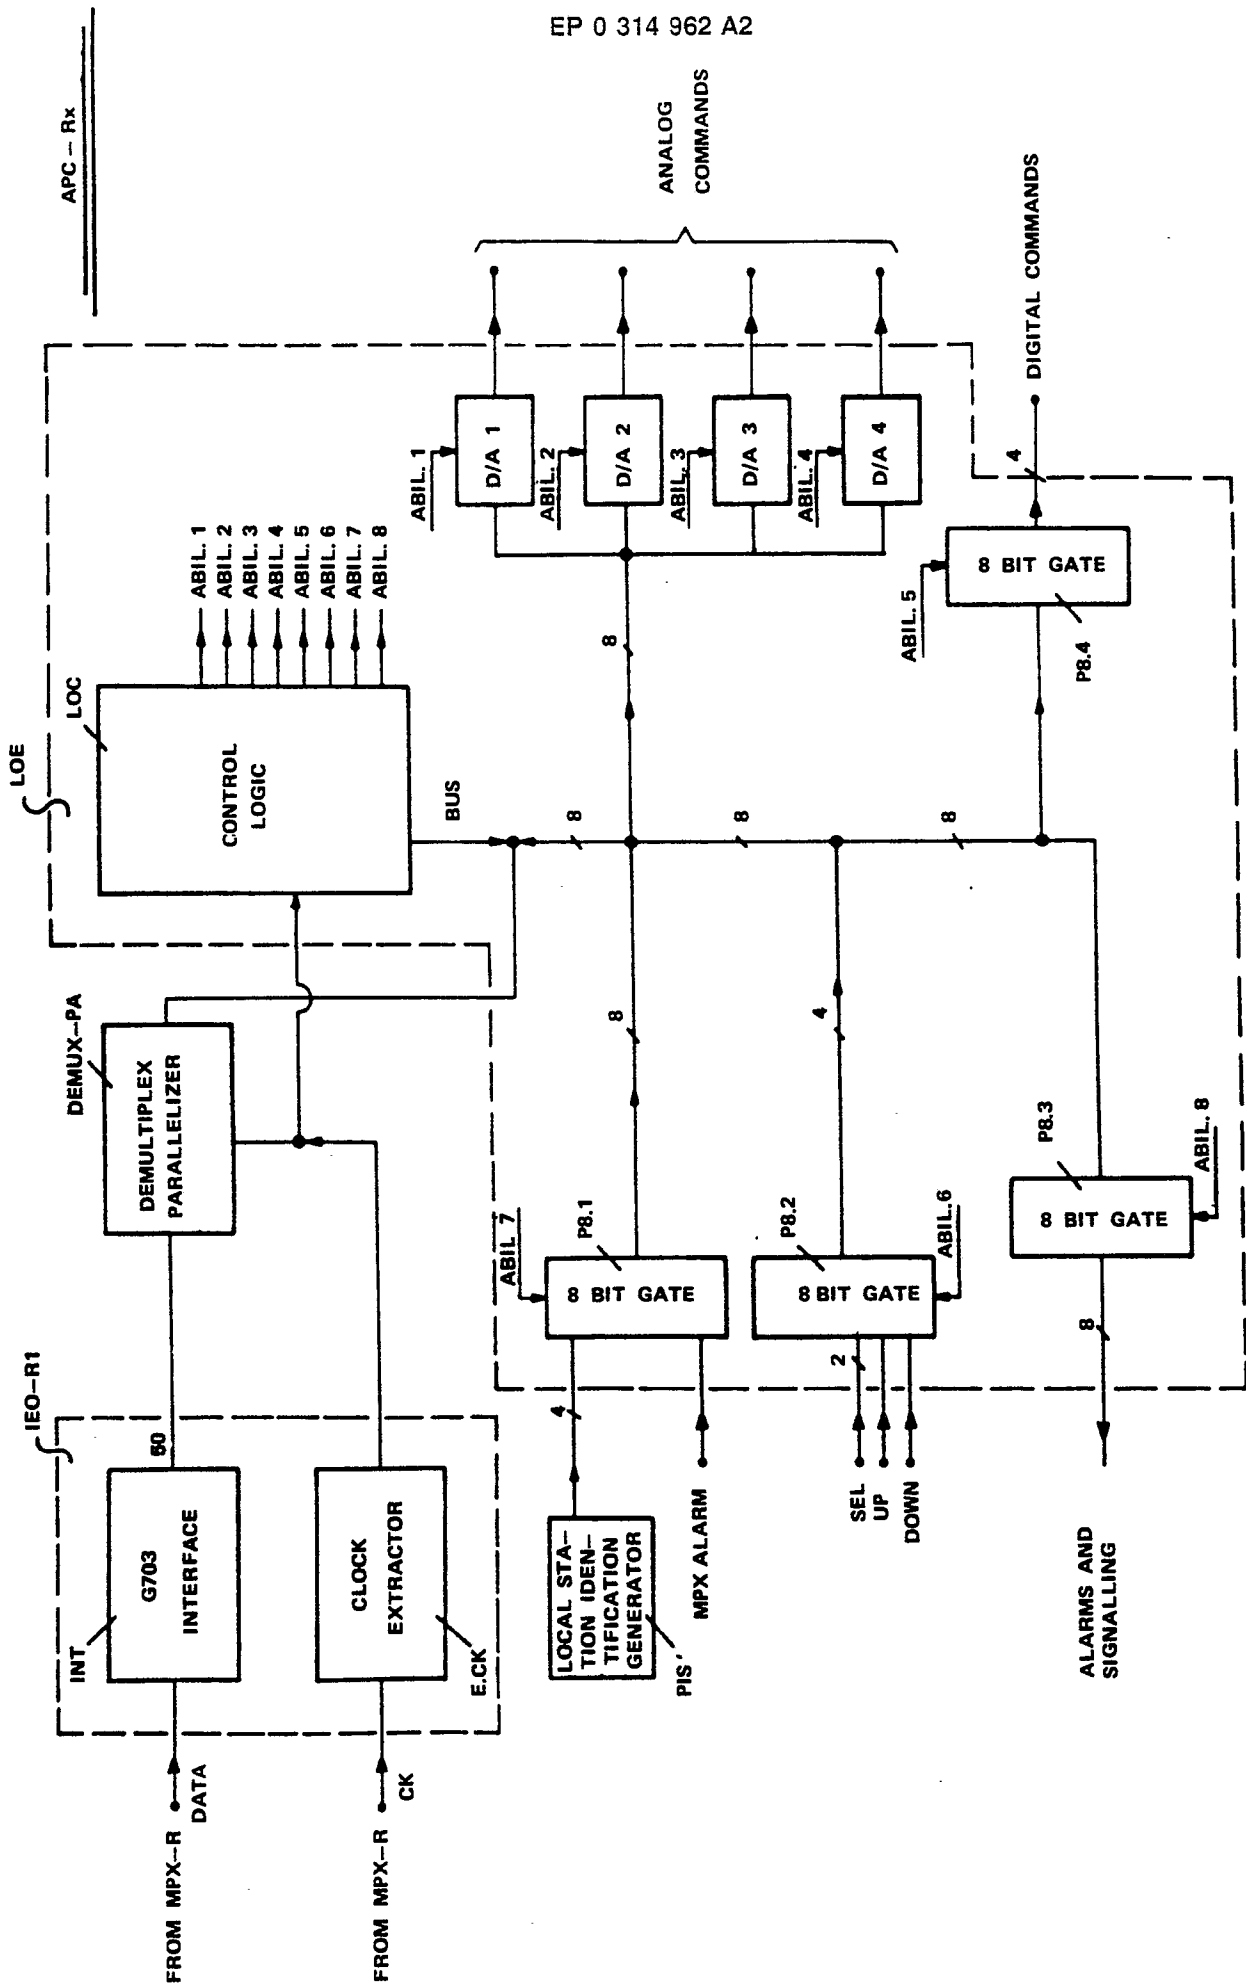 EP 0 314 962 A2
APC – Rx
LOE
LOC
CONTROL
LOGIC
ABIL. 1
ABIL. 2
ABIL. 3
ABIL. 4
ABIL. 5
ABIL. 6
ABIL. 7
ABIL. 8
BUS
ANALOG
COMMANDS
ABIL. 1
D/A 1
ABIL. 2
D/A 2
ABIL. 3
D/A 3
ABIL. 4
D/A 4
8
8
8
8
DIGITAL COMMANDS
4
ABIL. 5
8 BIT GATE
P8.4
DEMUX–PA
DEMULTIPLEX
PARALLELIZER
IEO–R1
INT
G703
INTERFACE
CLOCK
EXTRACTOR
E.CK
FROM MPX–R
DATA
FROM MPX–R
CK
ABIL 7
P8.1
8 BIT GATE
8
4
LOCAL STA–
TION IDEN–
TIFICATION
GENERATOR
PIS'
MPX ALARM
P8.2
8 BIT GATE
ABIL.6
4
2
SEL
UP
DOWN
P8.3
8 BIT GATE
ABIL. 8
8
ALARMS AND
SIGNALLING